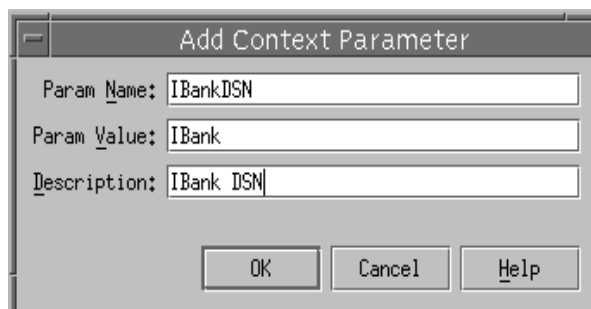 Add Context Parameter
Param Name: IBankDSN
Param Value: IBank
Description: IBank DSN
OK Cancel Help